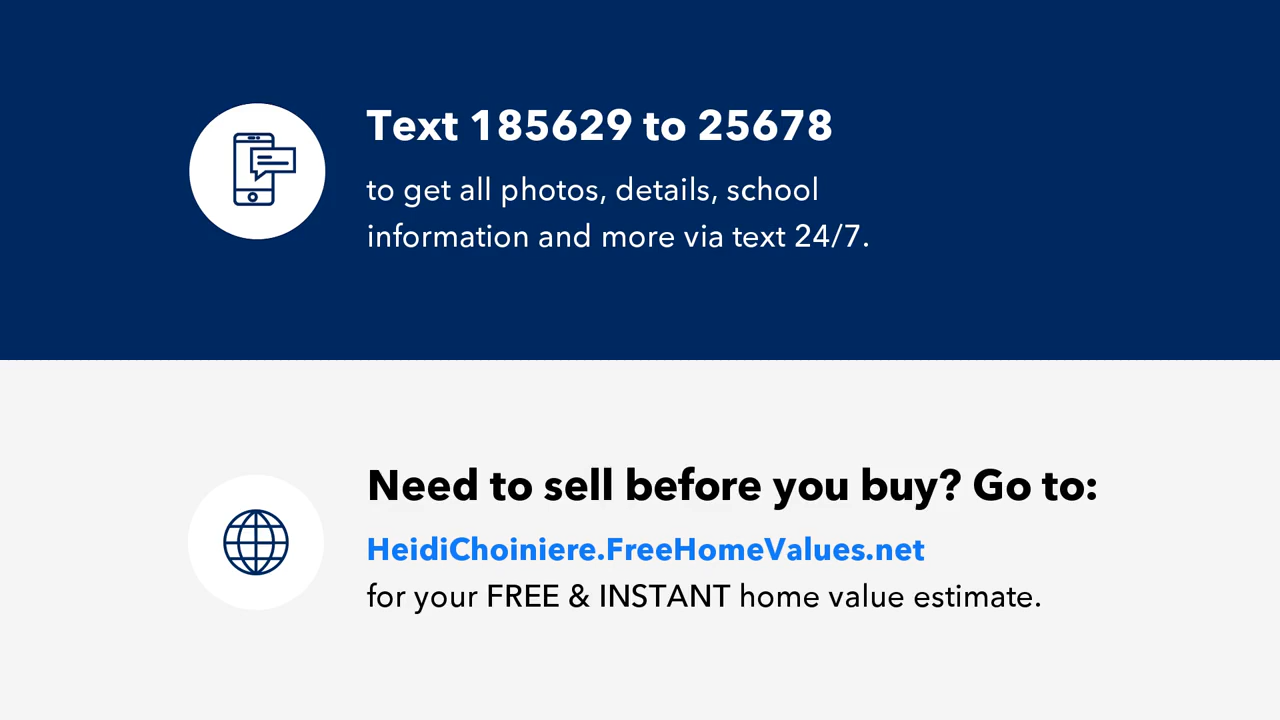 Text 185629 to 25678
to get all photos, details, school
information and more via text 24/7.
Need to sell before you buy? Go to:
HeidiChoiniere.FreeHomeValues.net
for your FREE & INSTANT home value estimate.